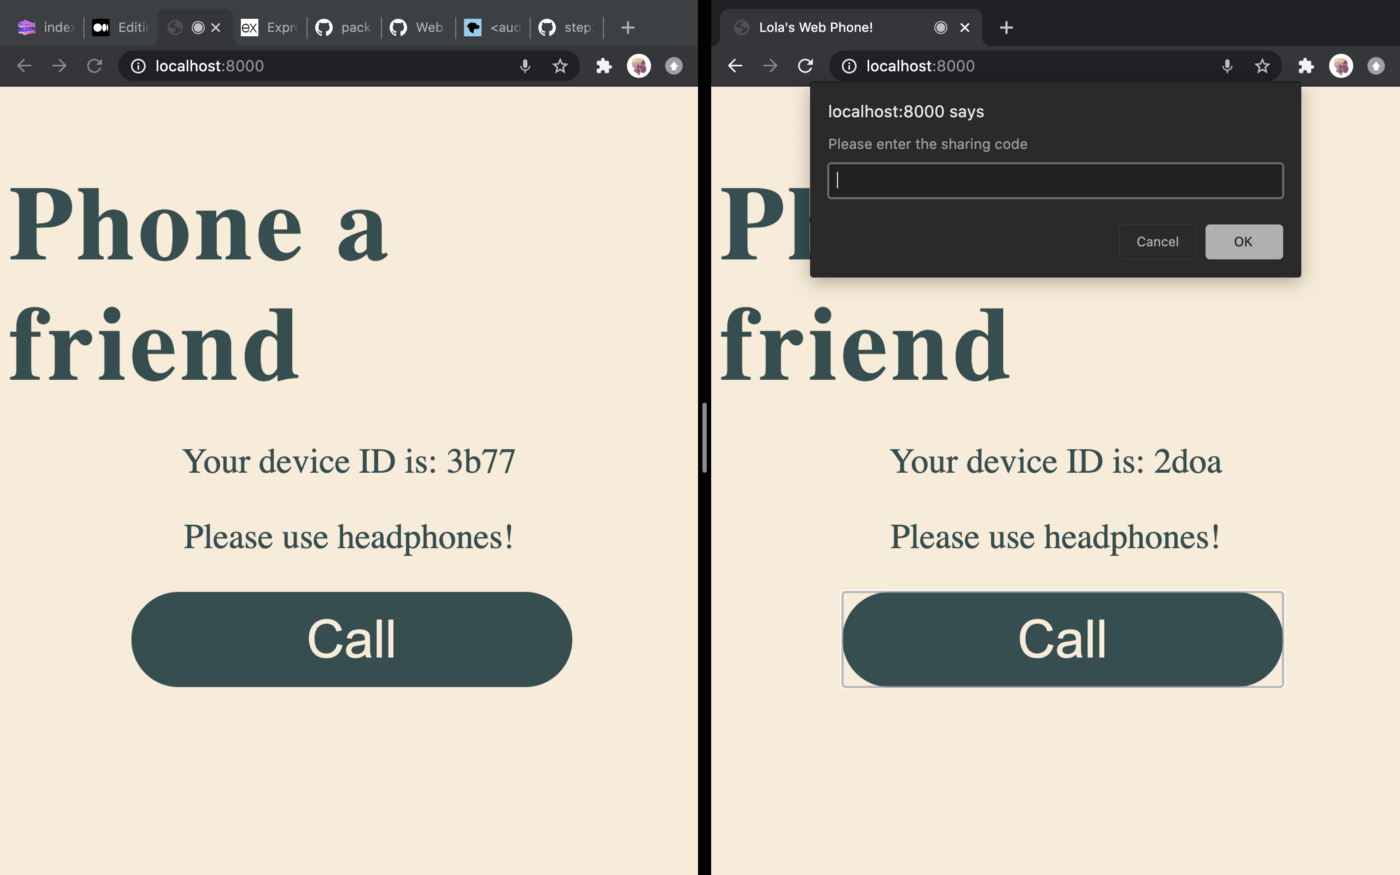 inde
Editi
ex
Expr
pack
Web
<aud
step
localhost:8000
Phone a
friend
Your device ID is: 3b77
Please use headphones!
Call
Lola's Web Phone!
localhost:8000
localhost:8000 says
Please enter the sharing code
Cancel
OK
Ph
friend
Your device ID is: 2doa
Please use headphones!
Call